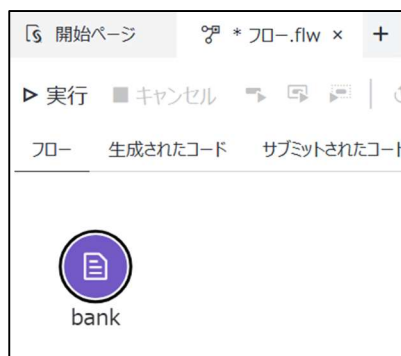 開始ページ
* フロー.flw × +
実行 キャンセル
フロー 生成されたコード サブミットされたコード
bank